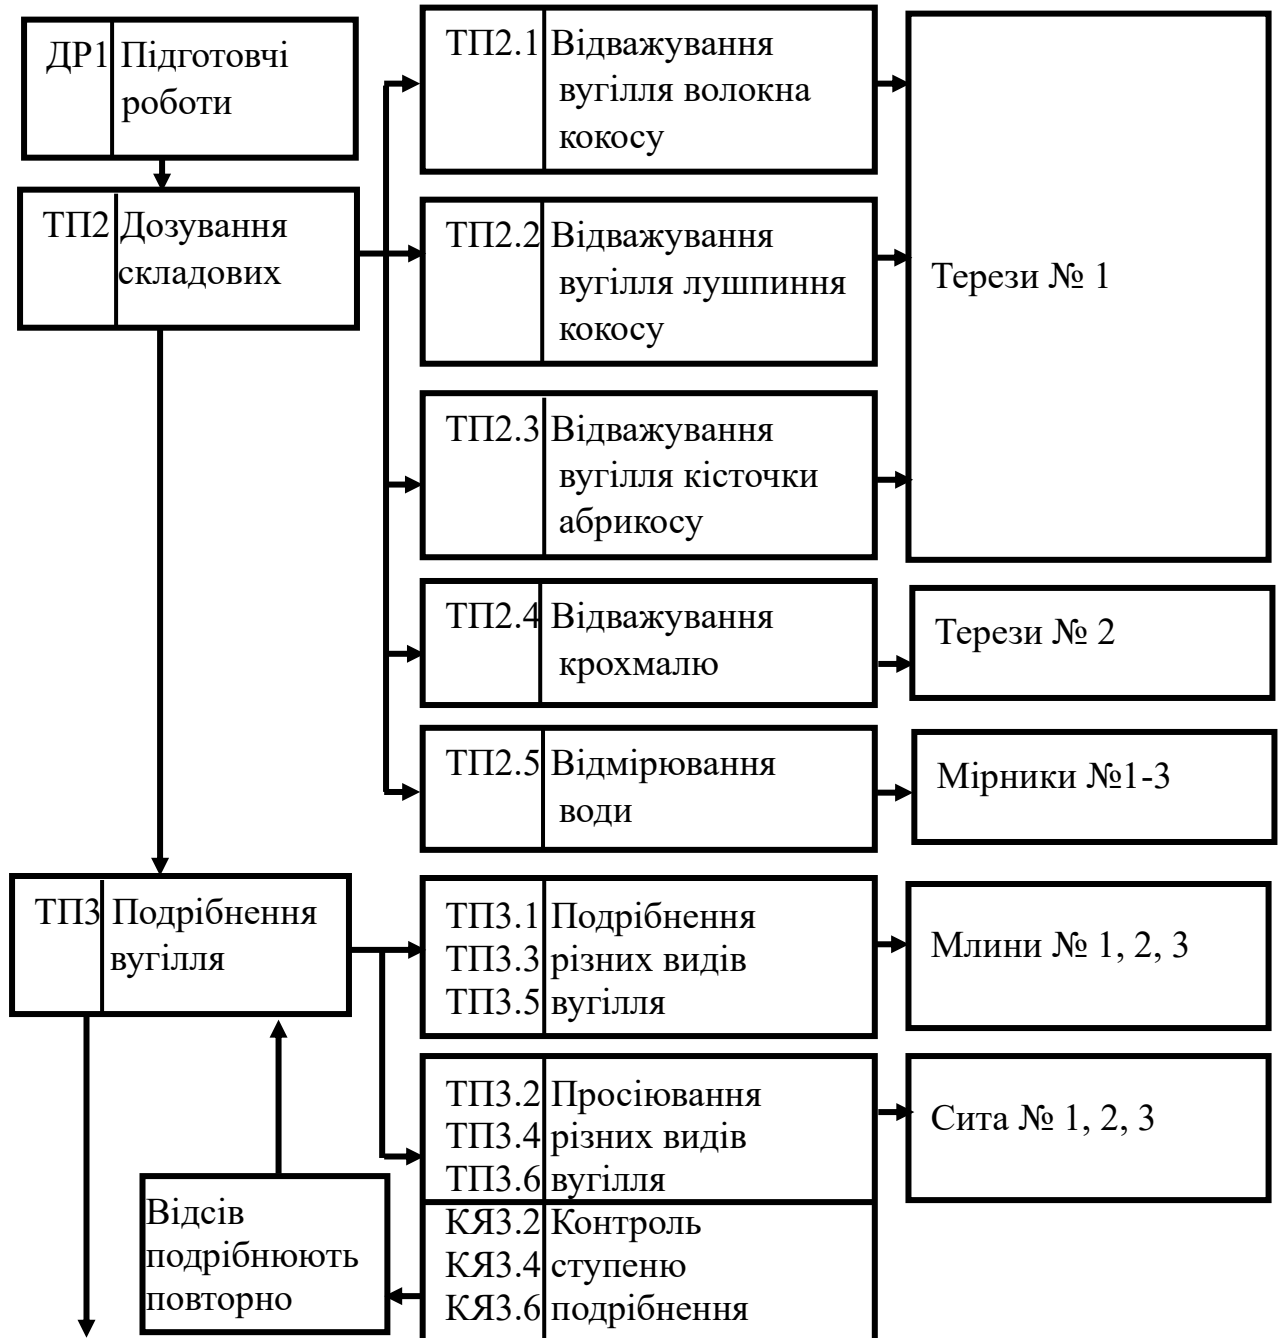 ДР1 Підготовчі
роботи
ТП2 Дозування
складових
ТП2.1 Відважування
вугілля волокна
кокосу
ТП2.2 Відважування
вугілля лушпиння
кокосу
ТП2.3 Відважування
вугілля кісточки
абрикосу
Терези № 1
ТП2.4 Відважування
крохмалю
Терези № 2
ТП2.5 Відмірювання
води
Мірники №1-3
ТП3 Подрібнення
вугілля
ТП3.1 Подрібнення
ТП3.3 різних видів
ТП3.5 вугілля
Млини № 1, 2, 3
ТП3.2 Просіювання
ТП3.4 різних видів
ТП3.6 вугілля
Сита № 1, 2, 3
КЯ3.2 Контроль
КЯ3.4 ступеню
КЯ3.6 подрібнення
Відсів
подрібнюють
повторно